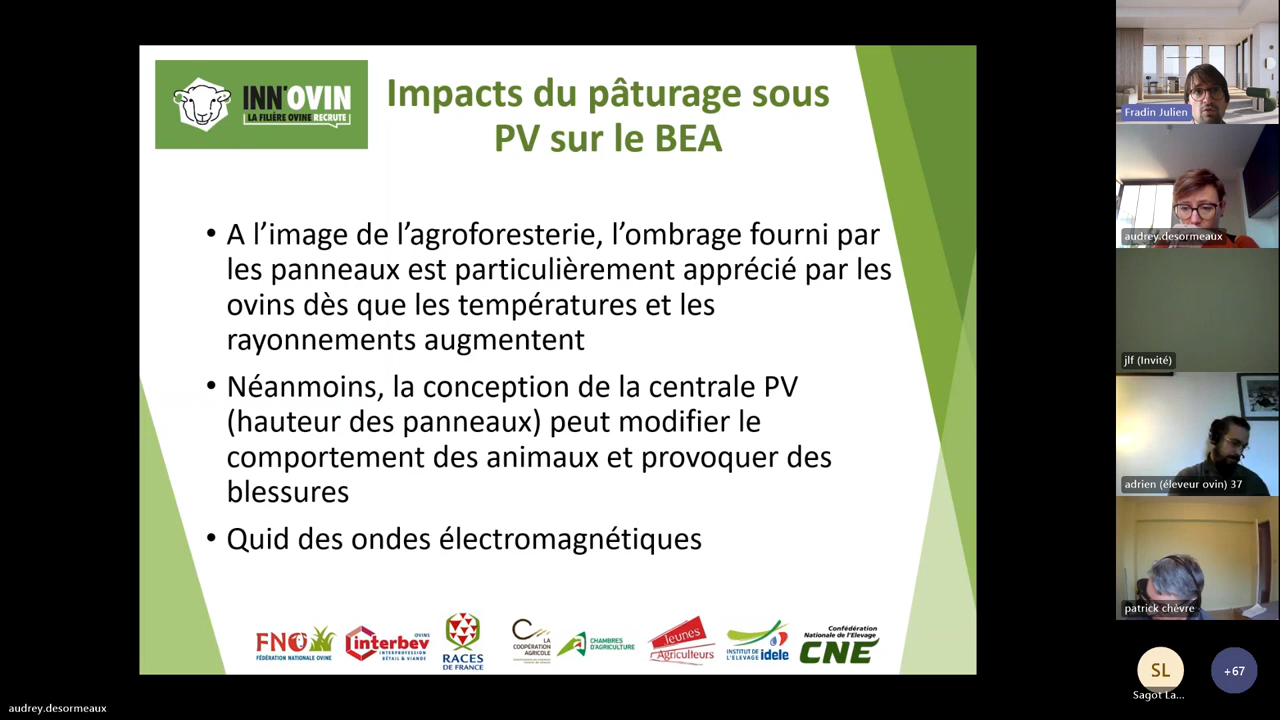 INN'OVIN
LA FILIÈRE OVINE RECRUTE
Impacts du pâturage sous
PV sur le BEA
• A l'image de l'agroforesterie, l'ombrage fourni par
les panneaux est particulièrement apprécié par les
ovins dès que les températures et les
rayonnements augmentent
• Néanmoins, la conception de la centrale PV
(hauteur des panneaux) peut modifier le
comportement des animaux et provoquer des
blessures
• Quid des ondes électromagnétiques
FNO
FÉDÉRATION NATIONALE OVINE
OVINS
interbev
INTERPROFESSION
BÉTAIL & VIANDE
RACES
DE FRANCE
LA
COOPÉRATION
AGRICOLE
CHAMBRES
D'AGRICULTURE
Jeunes
Agriculteurs
INSTITUT DE
L'ELEVAGE idele
Confédération
Nationale de l'Elevage
CNE
Fradin Julien
audrey.desormeaux
jlf (Invité)
adrien (éleveur ovin) 37
patrick chèvre
SL
Sagot La...
+67
audrey.desormeaux